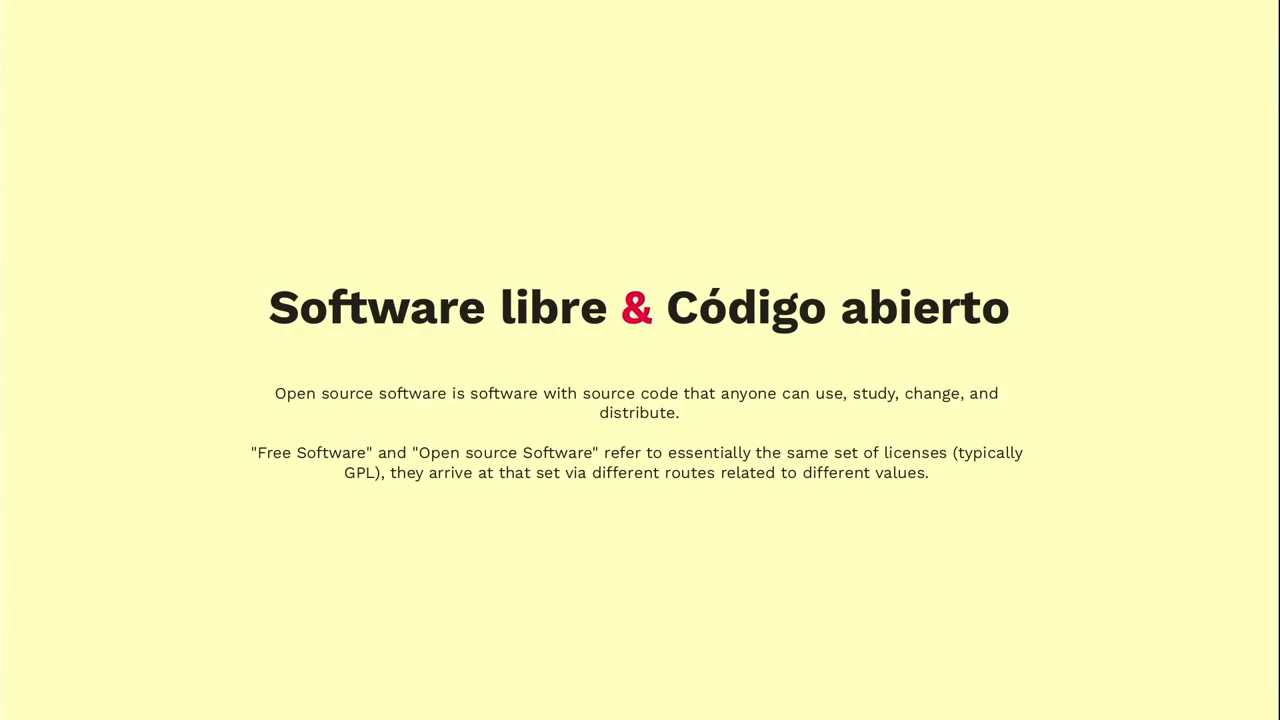 Software libre & Código abierto
Open source software is software with source code that anyone can use, study, change, and
distribute.
"Free Software" and "Open source Software" refer to essentially the same set of licenses (typically
GPL), they arrive at that set via different routes related to different values.